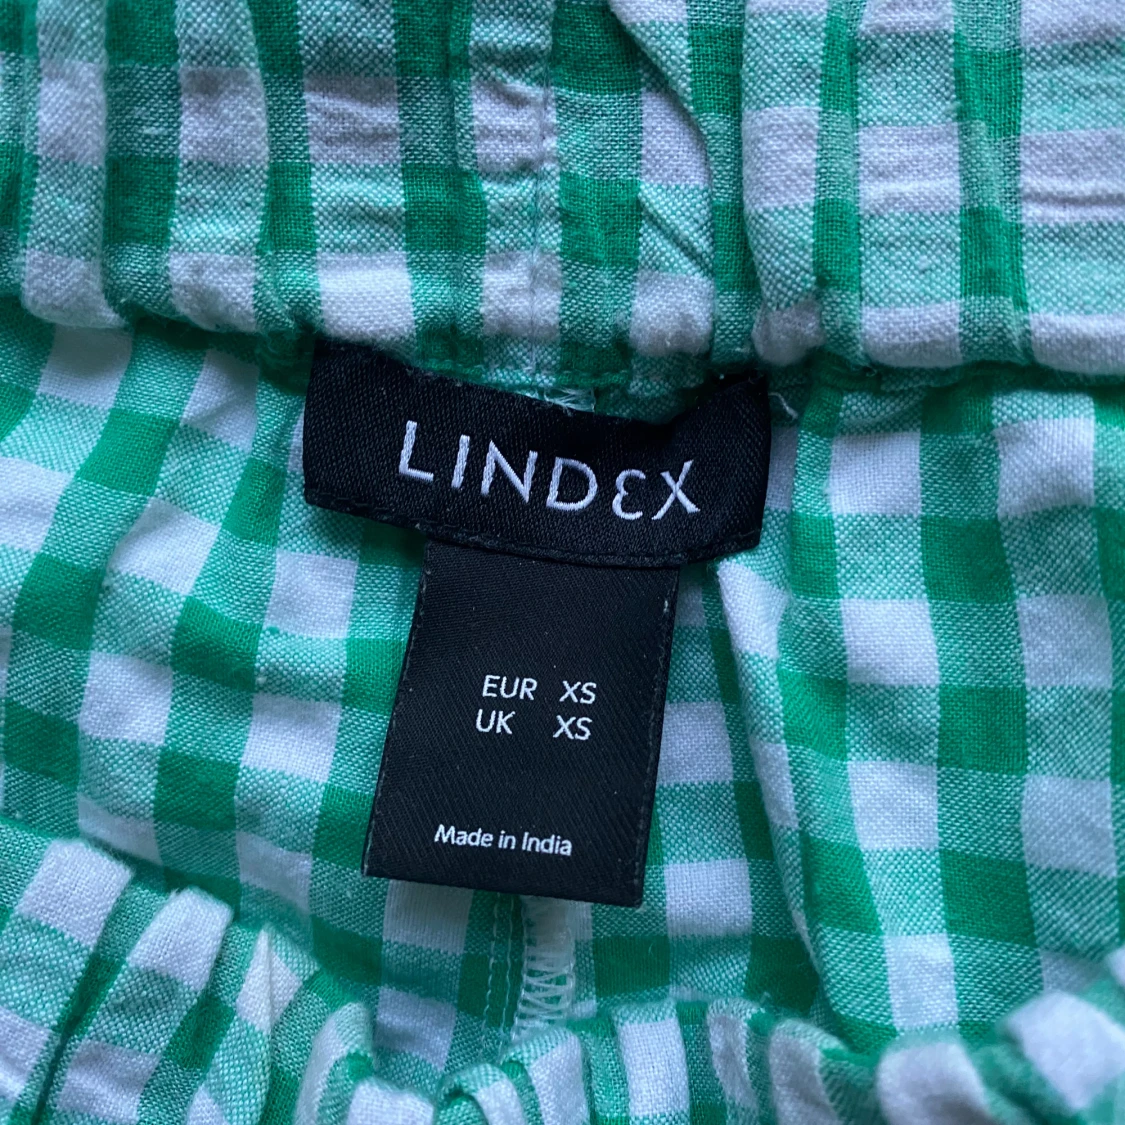 LINDEX
EUR XS
UK XS
Made in India